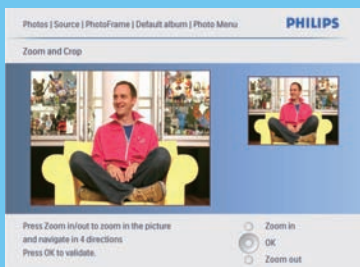 Photos | Source | PhotoFrame | Default album | Photo Menu
PHILIPS
Zoom and Crop
Press Zoom in/out to zoom in the picture
and navigate in 4 directions
Press OK to validate.
Zoom in
OK
Zoom out